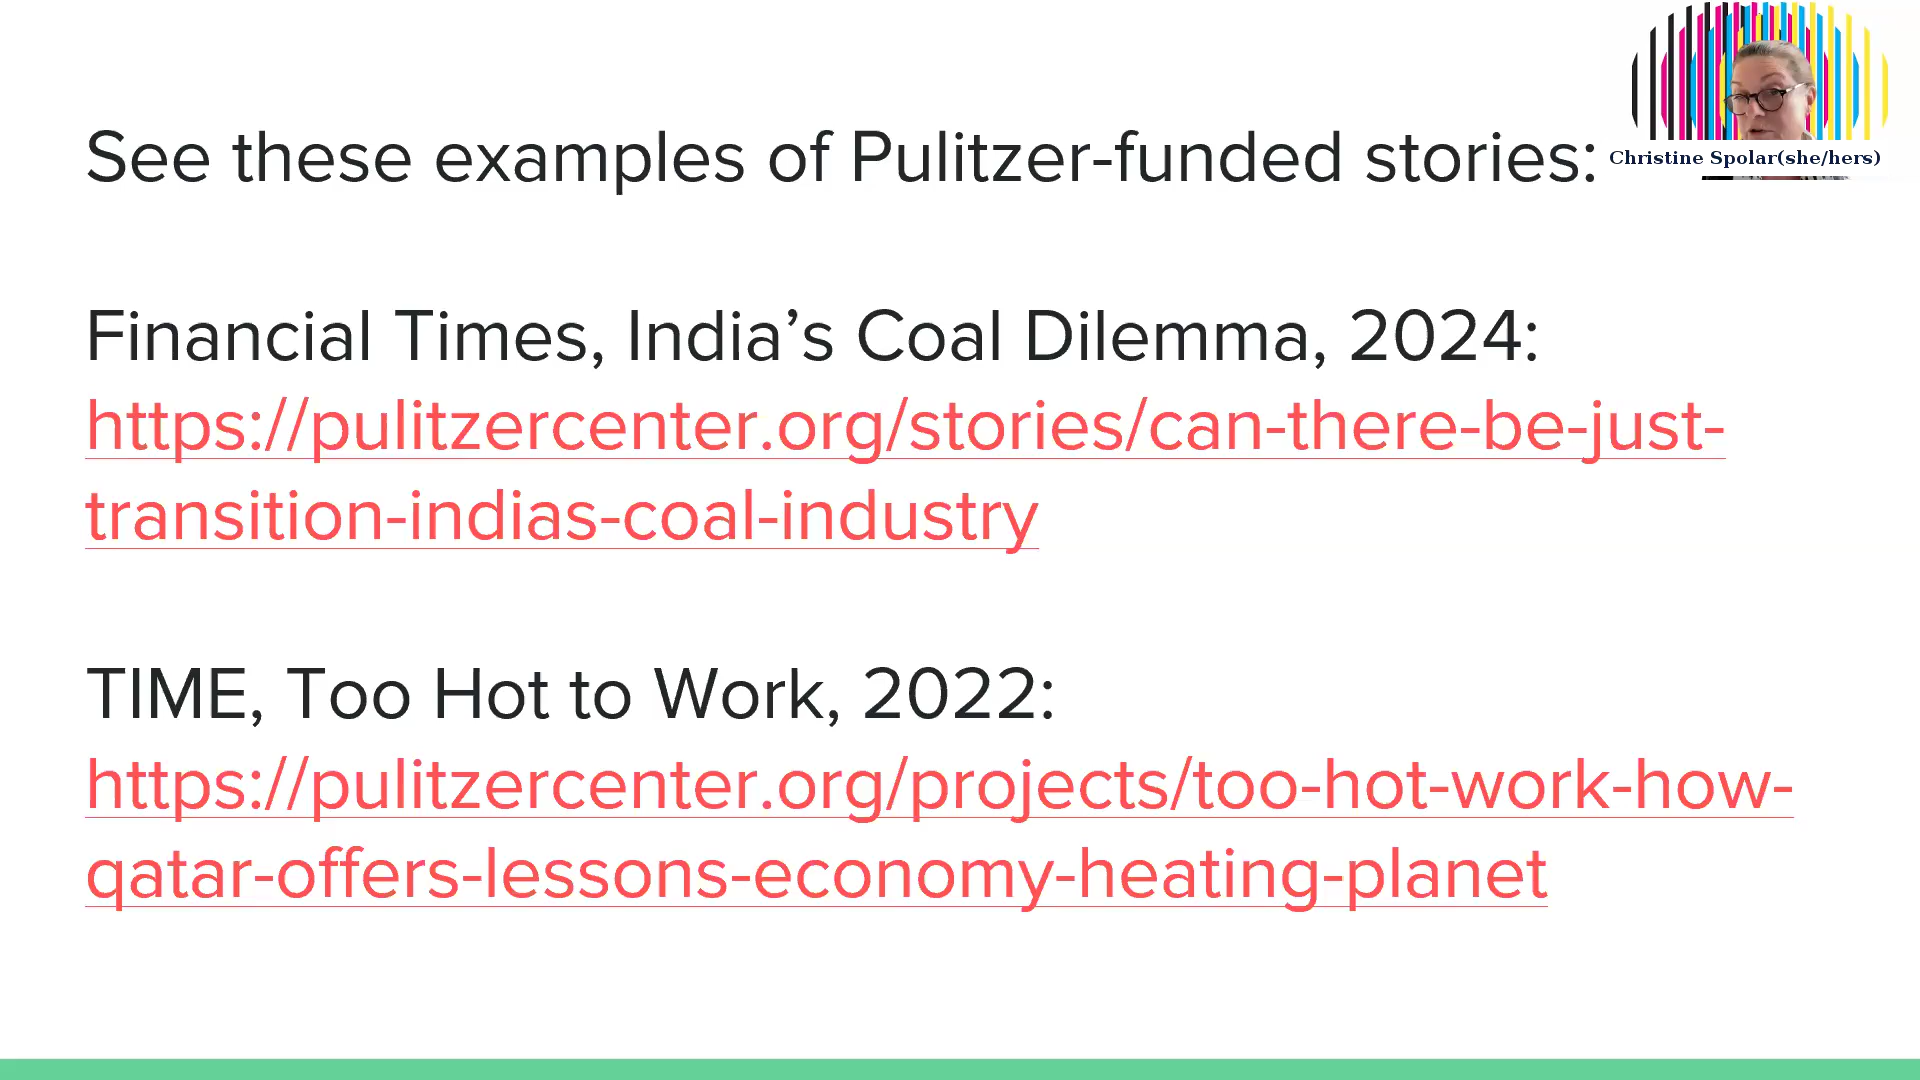 See these examples of Pulitzer-funded stories:
Christine Spolar(she/hers)
Financial Times, India’s Coal Dilemma, 2024:
https://pulitzercenter.org/stories/can-there-be-just-
transition-indias-coal-industry
TIME, Too Hot to Work, 2022:
https://pulitzercenter.org/projects/too-hot-work-how-
qatar-offers-lessons-economy-heating-planet